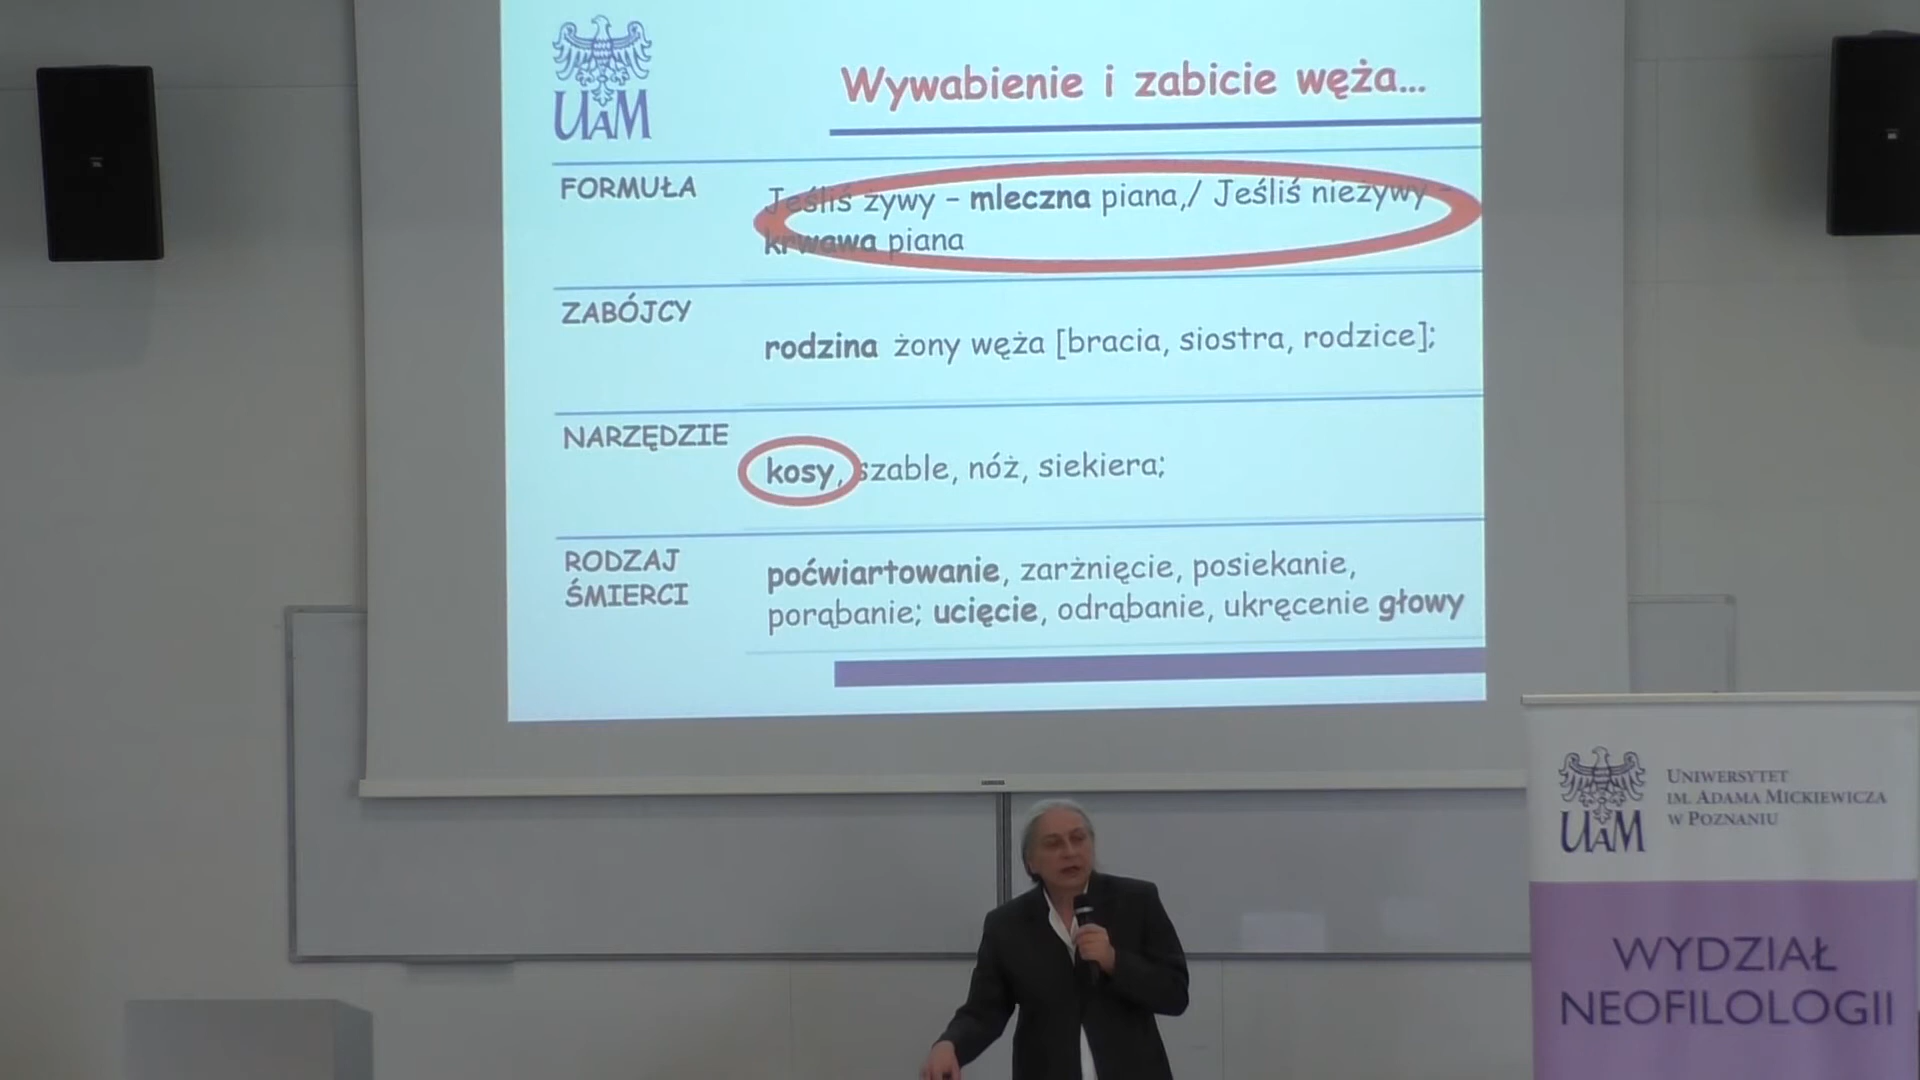 UAM
Wywabienie i zabicie węża...
FORMUŁA
Jeśliś żywy - mleczna piana,/ Jeśliś nieżywy -
krwawa piana
ZABÓJCY
rodzina żony węża [bracia, siostra, rodzice];
NARZĘDZIE
kosy, szable, nóż, siekiera;
RODZAJ
ŚMIERCI
poćwiartowanie, zarżnięcie, posiekanie,
porąbanie; ucięcie, odrąbanie, ukręcenie głowy
SAMSUNG
UAM
UNIWERSYTET
IM. ADAMA MICKIEWICZA
W POZNANIU
WYDZIAŁ
NEOFILOLOGII